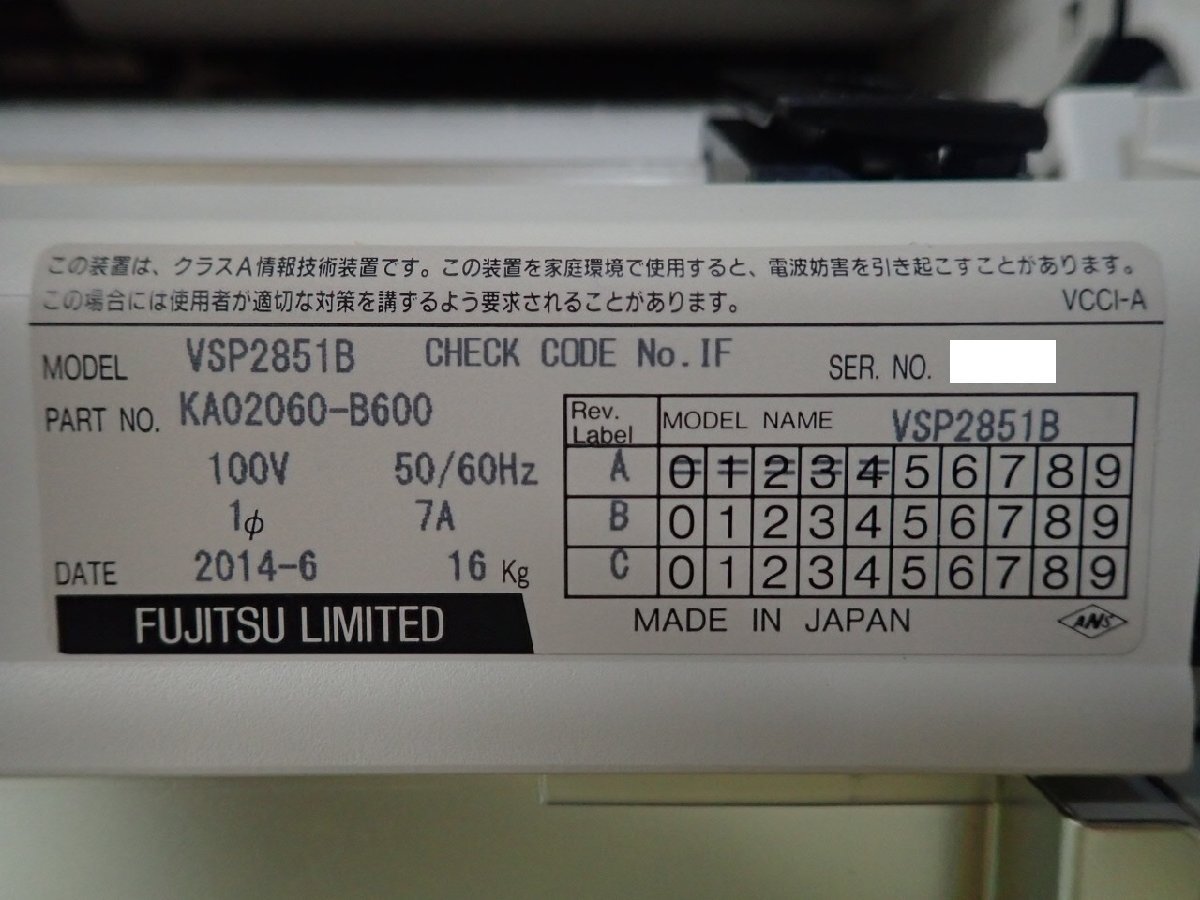 この装置は、クラスA情報技術装置です。この装置を家庭環境で使用すると、電波妨害を引き起こすことがあります。
この場合には使用者が適切な対策を講ずるよう要求されることがあります。 VCCI-A
MODEL VSP2851B CHECK CODE No.IF SER. NO.
PART NO. KA02060-B600
100V 50/60Hz
1φ 7A
DATE 2014-6 16 Kg
FUJITSU LIMITED
Rev. Label MODEL NAME VSP2851B
A 0 1 2 3 4 5 6 7 8 9
B 0 1 2 3 4 5 6 7 8 9
C 0 1 2 3 4 5 6 7 8 9
MADE IN JAPAN